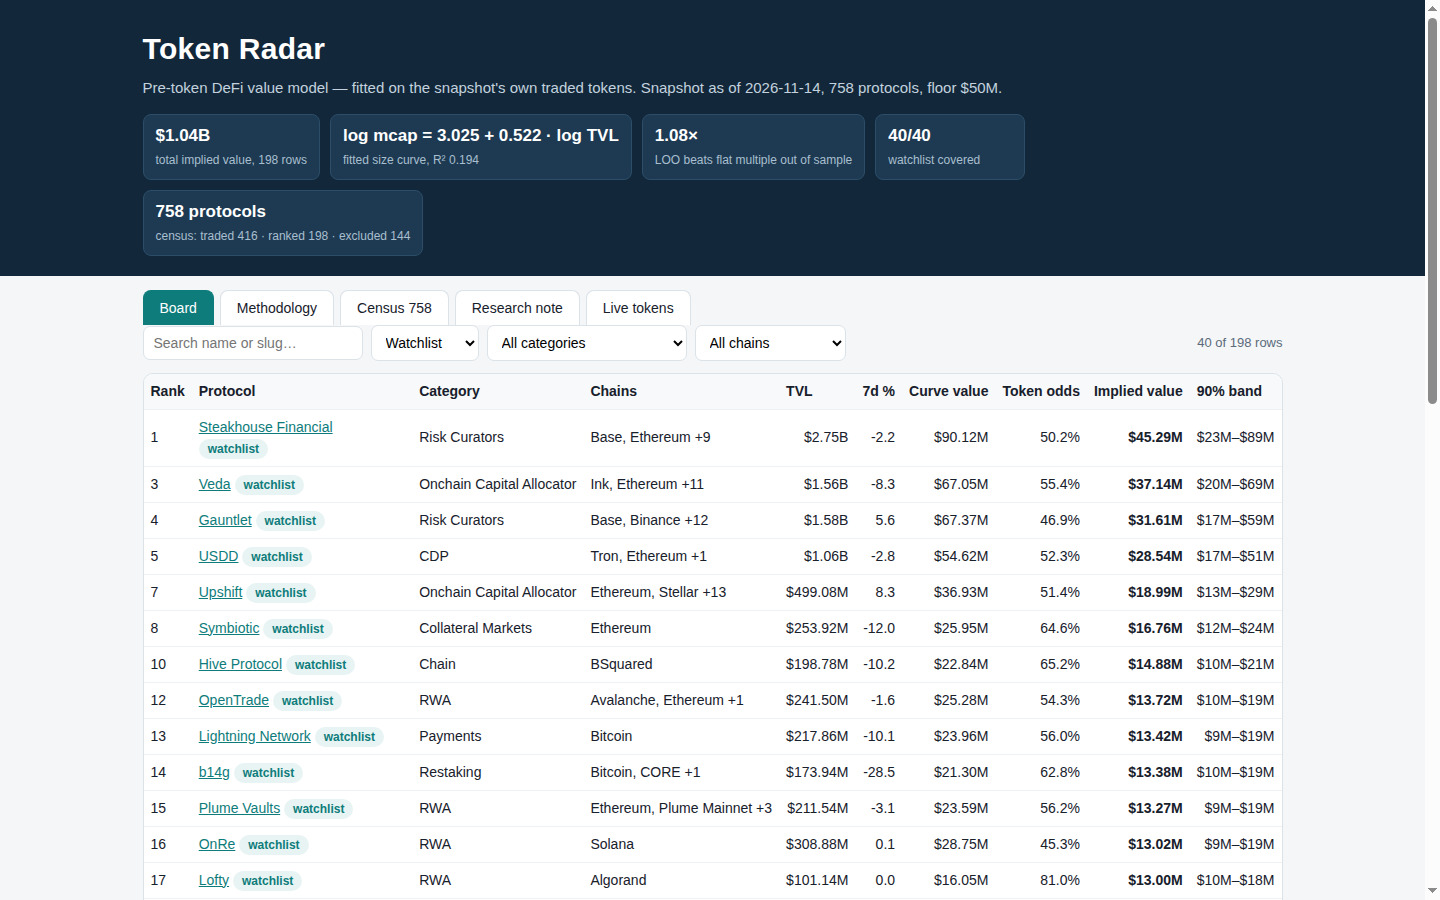 Token Radar
Pre-token DeFi value model — fitted on the snapshot's own traded tokens. Snapshot as of 2026-11-14, 758 protocols, floor $50M.
$1.04B
total implied value, 198 rows
log mcap = 3.025 + 0.522 · log TVL
fitted size curve, R² 0.194
1.08×
LOO beats flat multiple out of sample
40/40
watchlist covered
758 protocols
census: traded 416 · ranked 198 · excluded 144
Board Methodology Census 758 Research note Live tokens
Search name or slug… Watchlist All categories All chains 40 of 198 rows
Rank Protocol Category Chains TVL 7d % Curve value Token odds Implied value 90% band
1 Steakhouse Financial watchlist Risk Curators Base, Ethereum +9 $2.75B -2.2 $90.12M 50.2% $45.29M $23M–$89M
3 Veda watchlist Onchain Capital Allocator Ink, Ethereum +11 $1.56B -8.3 $67.05M 55.4% $37.14M $20M–$69M
4 Gauntlet watchlist Risk Curators Base, Binance +12 $1.58B 5.6 $67.37M 46.9% $31.61M $17M–$59M
5 USDD watchlist CDP Tron, Ethereum +1 $1.06B -2.8 $54.62M 52.3% $28.54M $17M–$51M
7 Upshift watchlist Onchain Capital Allocator Ethereum, Stellar +13 $499.08M 8.3 $36.93M 51.4% $18.99M $13M–$29M
8 Symbiotic watchlist Collateral Markets Ethereum $253.92M -12.0 $25.95M 64.6% $16.76M $12M–$24M
10 Hive Protocol watchlist Chain BSquared $198.78M -10.2 $22.84M 65.2% $14.88M $10M–$21M
12 OpenTrade watchlist RWA Avalanche, Ethereum +1 $241.50M -1.6 $25.28M 54.3% $13.72M $10M–$19M
13 Lightning Network watchlist Payments Bitcoin $217.86M -10.1 $23.96M 56.0% $13.42M $9M–$19M
14 b14g watchlist Restaking Bitcoin, CORE +1 $173.94M -28.5 $21.30M 62.8% $13.38M $10M–$19M
15 Plume Vaults watchlist RWA Ethereum, Plume Mainnet +3 $211.54M -3.1 $23.59M 56.2% $13.27M $9M–$19M
16 OnRe watchlist RWA Solana $308.88M 0.1 $28.75M 45.3% $13.02M $9M–$19M
17 Lofty watchlist RWA Algorand $101.14M 0.0 $16.05M 81.0% $13.00M $10M–$18M